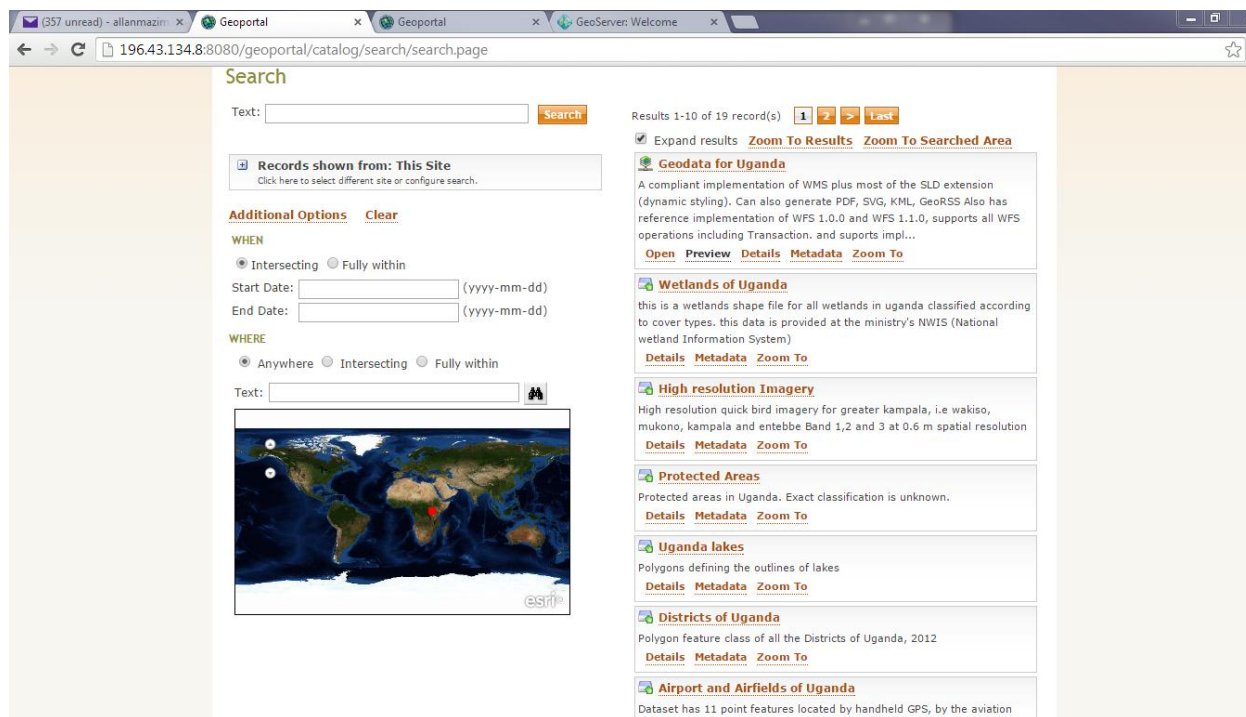 (357 unread) - allanmazim
Geoportal
Geoportal
GeoServer: Welcome
196.43.134.8:8080/geoportal/catalog/search/search.page
Search
Text:
Search
Records shown from: This Site
Click here to select different site or configure search.
Additional Options Clear
WHEN
Intersecting Fully within
Start Date: (yyyy-mm-dd)
End Date: (yyyy-mm-dd)
WHERE
Anywhere Intersecting Fully within
Text:
esri
Results 1-10 of 19 record(s) 1 2 > Last
Expand results Zoom To Results Zoom To Searched Area
Geodata for Uganda
A compliant implementation of WMS plus most of the SLD extension
(dynamic styling). Can also generate PDF, SVG, KML, GeoRSS Also has
reference implementation of WFS 1.0.0 and WFS 1.1.0, supports all WFS
operations including Transaction. and suports impl...
Open Preview Details Metadata Zoom To
Wetlands of Uganda
this is a wetlands shape file for all wetlands in uganda classified according
to cover types. this data is provided at the ministry's NWIS (National
wetland Information System)
Details Metadata Zoom To
High resolution Imagery
High resolution quick bird imagery for greater kampala, i.e wakiso,
mukono, kampala and entebbe Band 1,2 and 3 at 0.6 m spatial resolution
Details Metadata Zoom To
Protected Areas
Protected areas in Uganda. Exact classification is unknown.
Details Metadata Zoom To
Uganda lakes
Polygons defining the outlines of lakes
Details Metadata Zoom To
Districts of Uganda
Polygon feature class of all the Districts of Uganda, 2012
Details Metadata Zoom To
Airport and Airfields of Uganda
Dataset has 11 point features located by handheld GPS, by the aviation